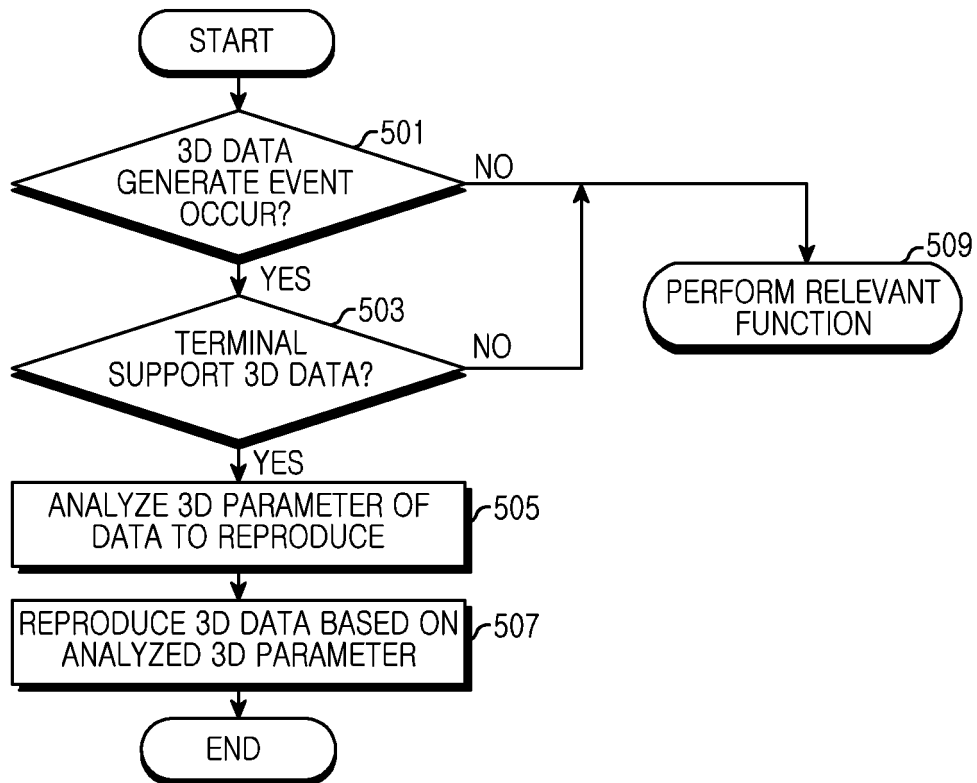 START
501
3D DATA
GENERATE EVENT
OCCUR?
NO
YES
503
TERMINAL
SUPPORT 3D DATA?
NO
YES
509
PERFORM RELEVANT
FUNCTION
ANALYZE 3D PARAMETER OF
DATA TO REPRODUCE
505
REPRODUCE 3D DATA BASED ON
ANALYZED 3D PARAMETER
507
END